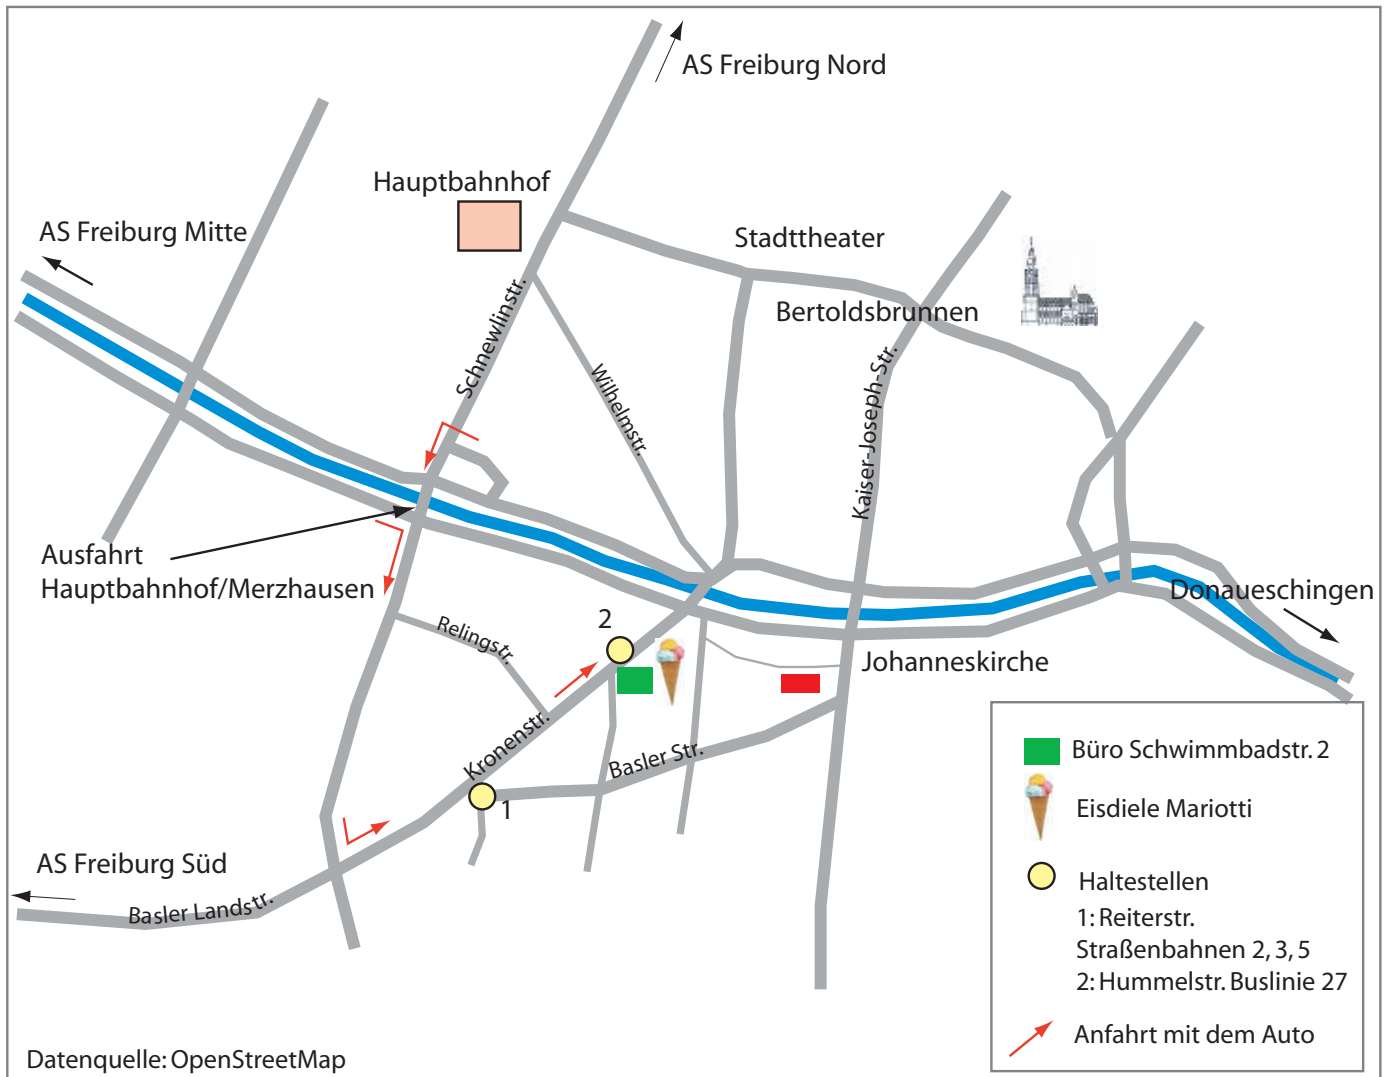 AS Freiburg Nord
Hauptbahnhof
AS Freiburg Mitte
Stadttheater
Bertoldsbrunnen
Schnewlinstr.
Wilhelmstr.
Kaiser-Joseph-Str.
Ausfahrt
Hauptbahnhof/Merzhausen
Donaueschingen
Relingstr.
2
Johanneskirche
Kronenstr.
Basler Str.
1
AS Freiburg Süd
Basler Landstr.
Büro Schwimmbadstr. 2
Eisdiele Mariotti
Haltestellen
1: Reiterstr.
Straßenbahnen 2, 3, 5
2: Hummelstr. Buslinie 27
Anfahrt mit dem Auto
Datenquelle: OpenStreetMap